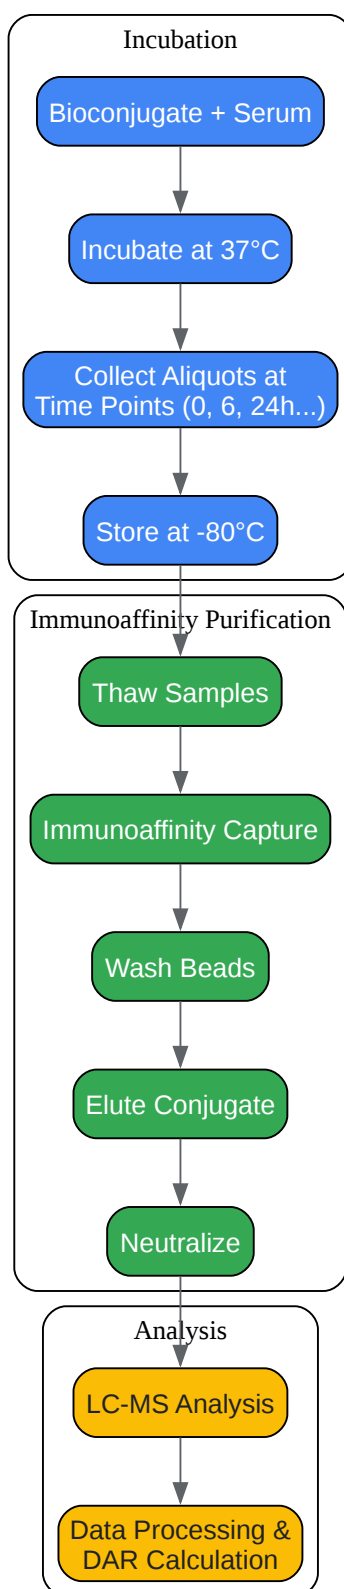 Incubation
Bioconjugate + Serum
Incubate at 37°C
Collect Aliquots at
Time Points (0, 6, 24h...)
Store at -80°C
Immunoaffinity Purification
Thaw Samples
Immunoaffinity Capture
Wash Beads
Elute Conjugate
Neutralize
Analysis
LC-MS Analysis
Data Processing &
DAR Calculation